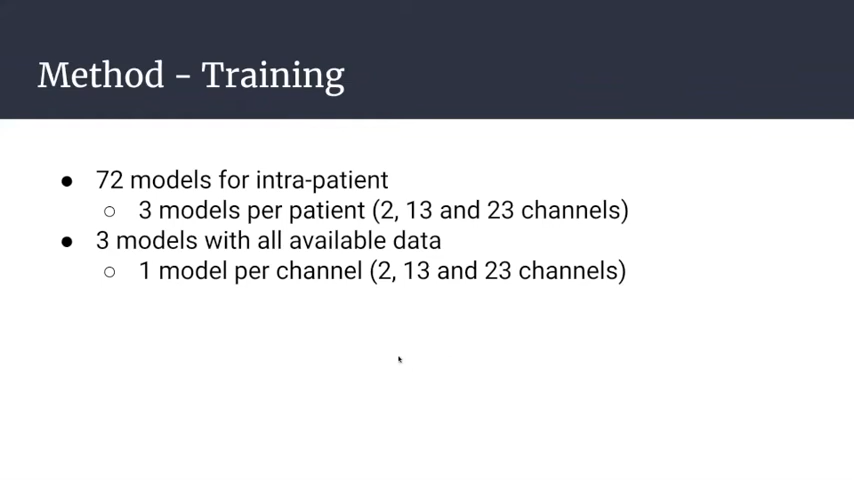 Method - Training
● 72 models for intra-patient
○ 3 models per patient (2, 13 and 23 channels)
● 3 models with all available data
○ 1 model per channel (2, 13 and 23 channels)